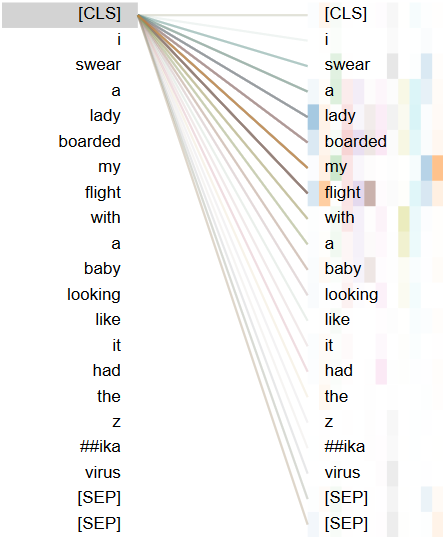 [CLS] [CLS]
i i
swear swear
a a
lady lady
boarded boarded
my my
flight flight
with with
a a
baby baby
looking looking
like like
it it
had had
the the
z z
##ika ##ika
virus virus
[SEP] [SEP]
[SEP] [SEP]